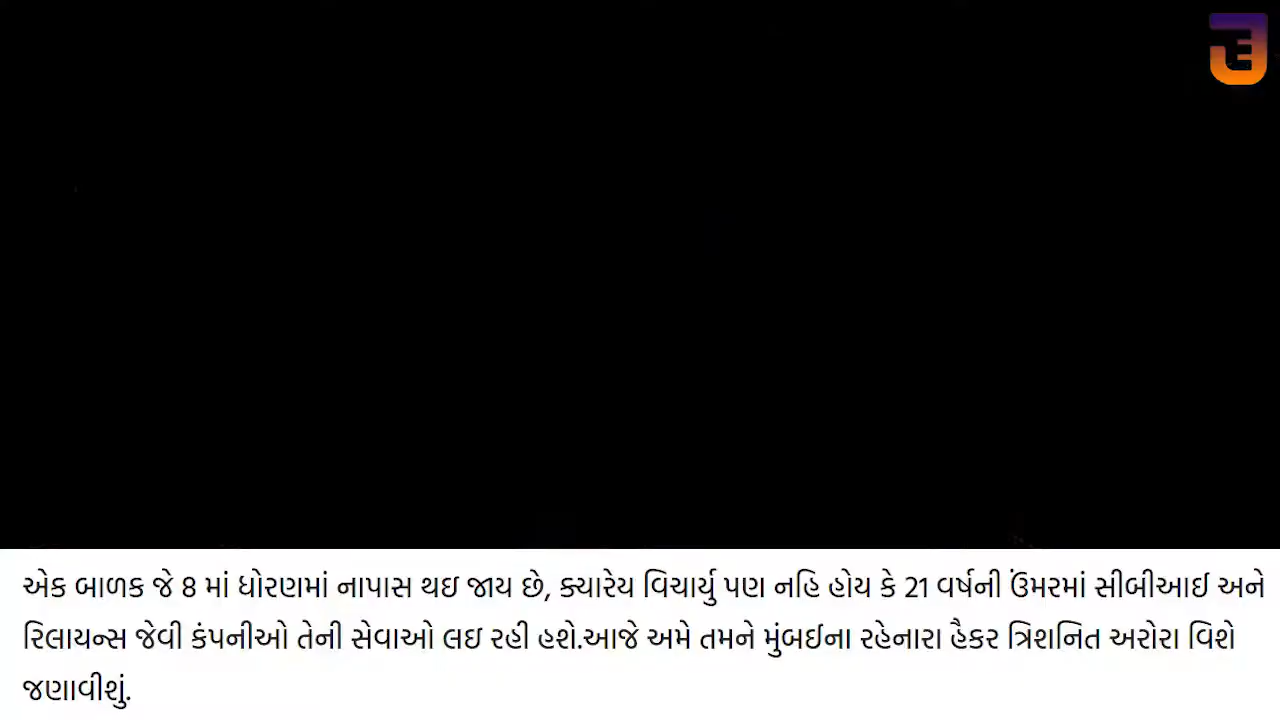 એક બાળક જે 8 માં ધોરણમાં નાપાસ થઇ જાય છે, ક્યારેય વિચાર્યુ પણ નહિ હોય કે 21 વર્ષની ઉંમરમાં સીબીઆઈ અને
રિલાયન્સ જેવી કંપનીઓ તેની સેવાઓ લઇ રહી હશે.આજે અમે તમને મુંબઈના રહેનારા હૈકર ત્રિશનિત અરોરા વિશે
જણાવીશું.